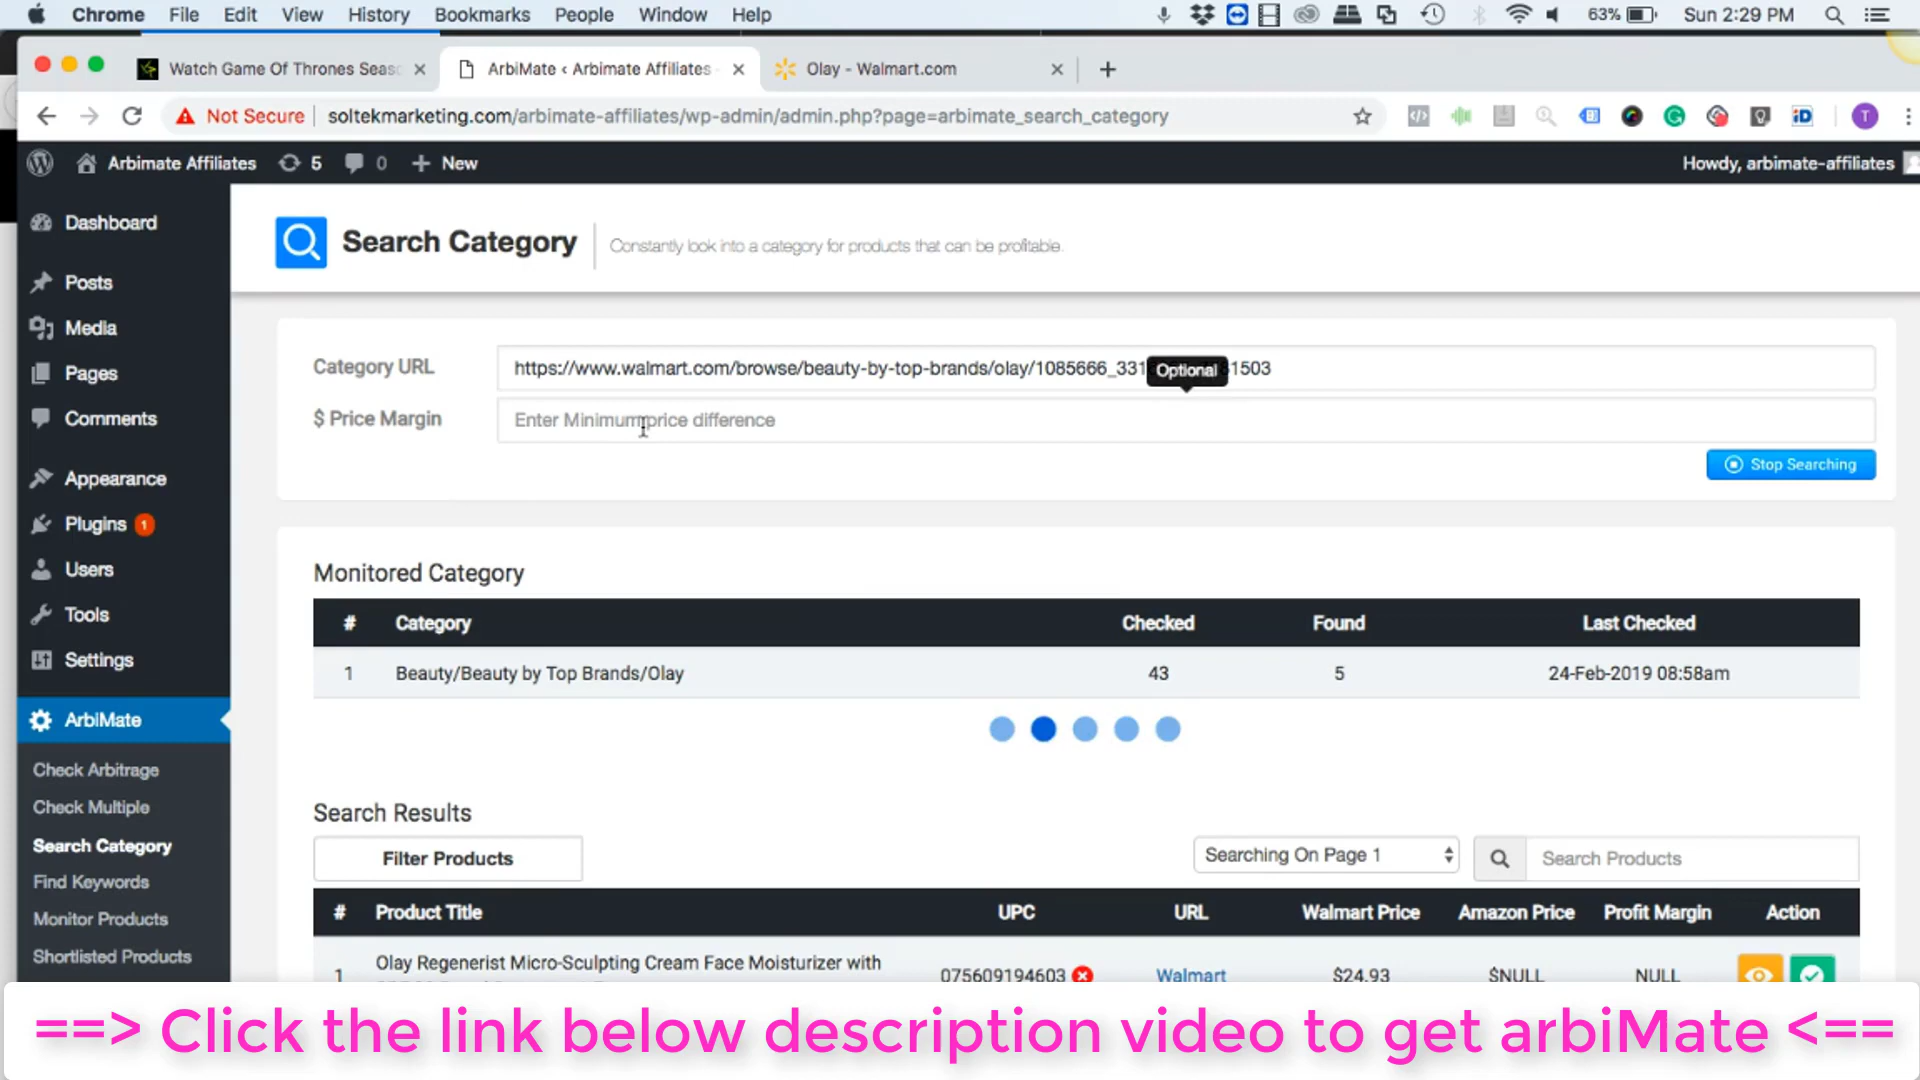 Chrome File Edit View History Bookmarks People Window Help 63% Sun 2:29 PM
Watch Game Of Thrones Seas ArbiMate ‹ Arbimate Affiliates Olay - Walmart.com
Not Secure soltekmarketing.com/arbimate-affiliates/wp-admin/admin.php?page=arbimate_search_category T
Arbimate Affiliates 5 0 New Howdy, arbimate-affiliates
Dashboard
Posts
Media
Pages
Comments
Appearance
Plugins 1
Users
Tools
Settings
ArbiMate
Check Arbitrage
Check Multiple
Search Category
Find Keywords
Monitor Products
Shortlisted Products
Search Category Constantly look into a category for products that can be profitable.
Category URL https://www.walmart.com/browse/beauty-by-top-brands/olay/1085666_331 1503
Optional
$ Price Margin Enter Minimum price difference
Stop Searching
Monitored Category
# Category Checked Found Last Checked
1 Beauty/Beauty by Top Brands/Olay 43 5 24-Feb-2019 08:58am
Search Results
Filter Products Searching On Page 1 Search Products
# Product Title UPC URL Walmart Price Amazon Price Profit Margin Action
Olay Regenerist Micro-Sculpting Cream Face Moisturizer with
1 075609194603 Walmart $24.93 $NULL NULL
==> Click the link below description video to get arbiMate <==